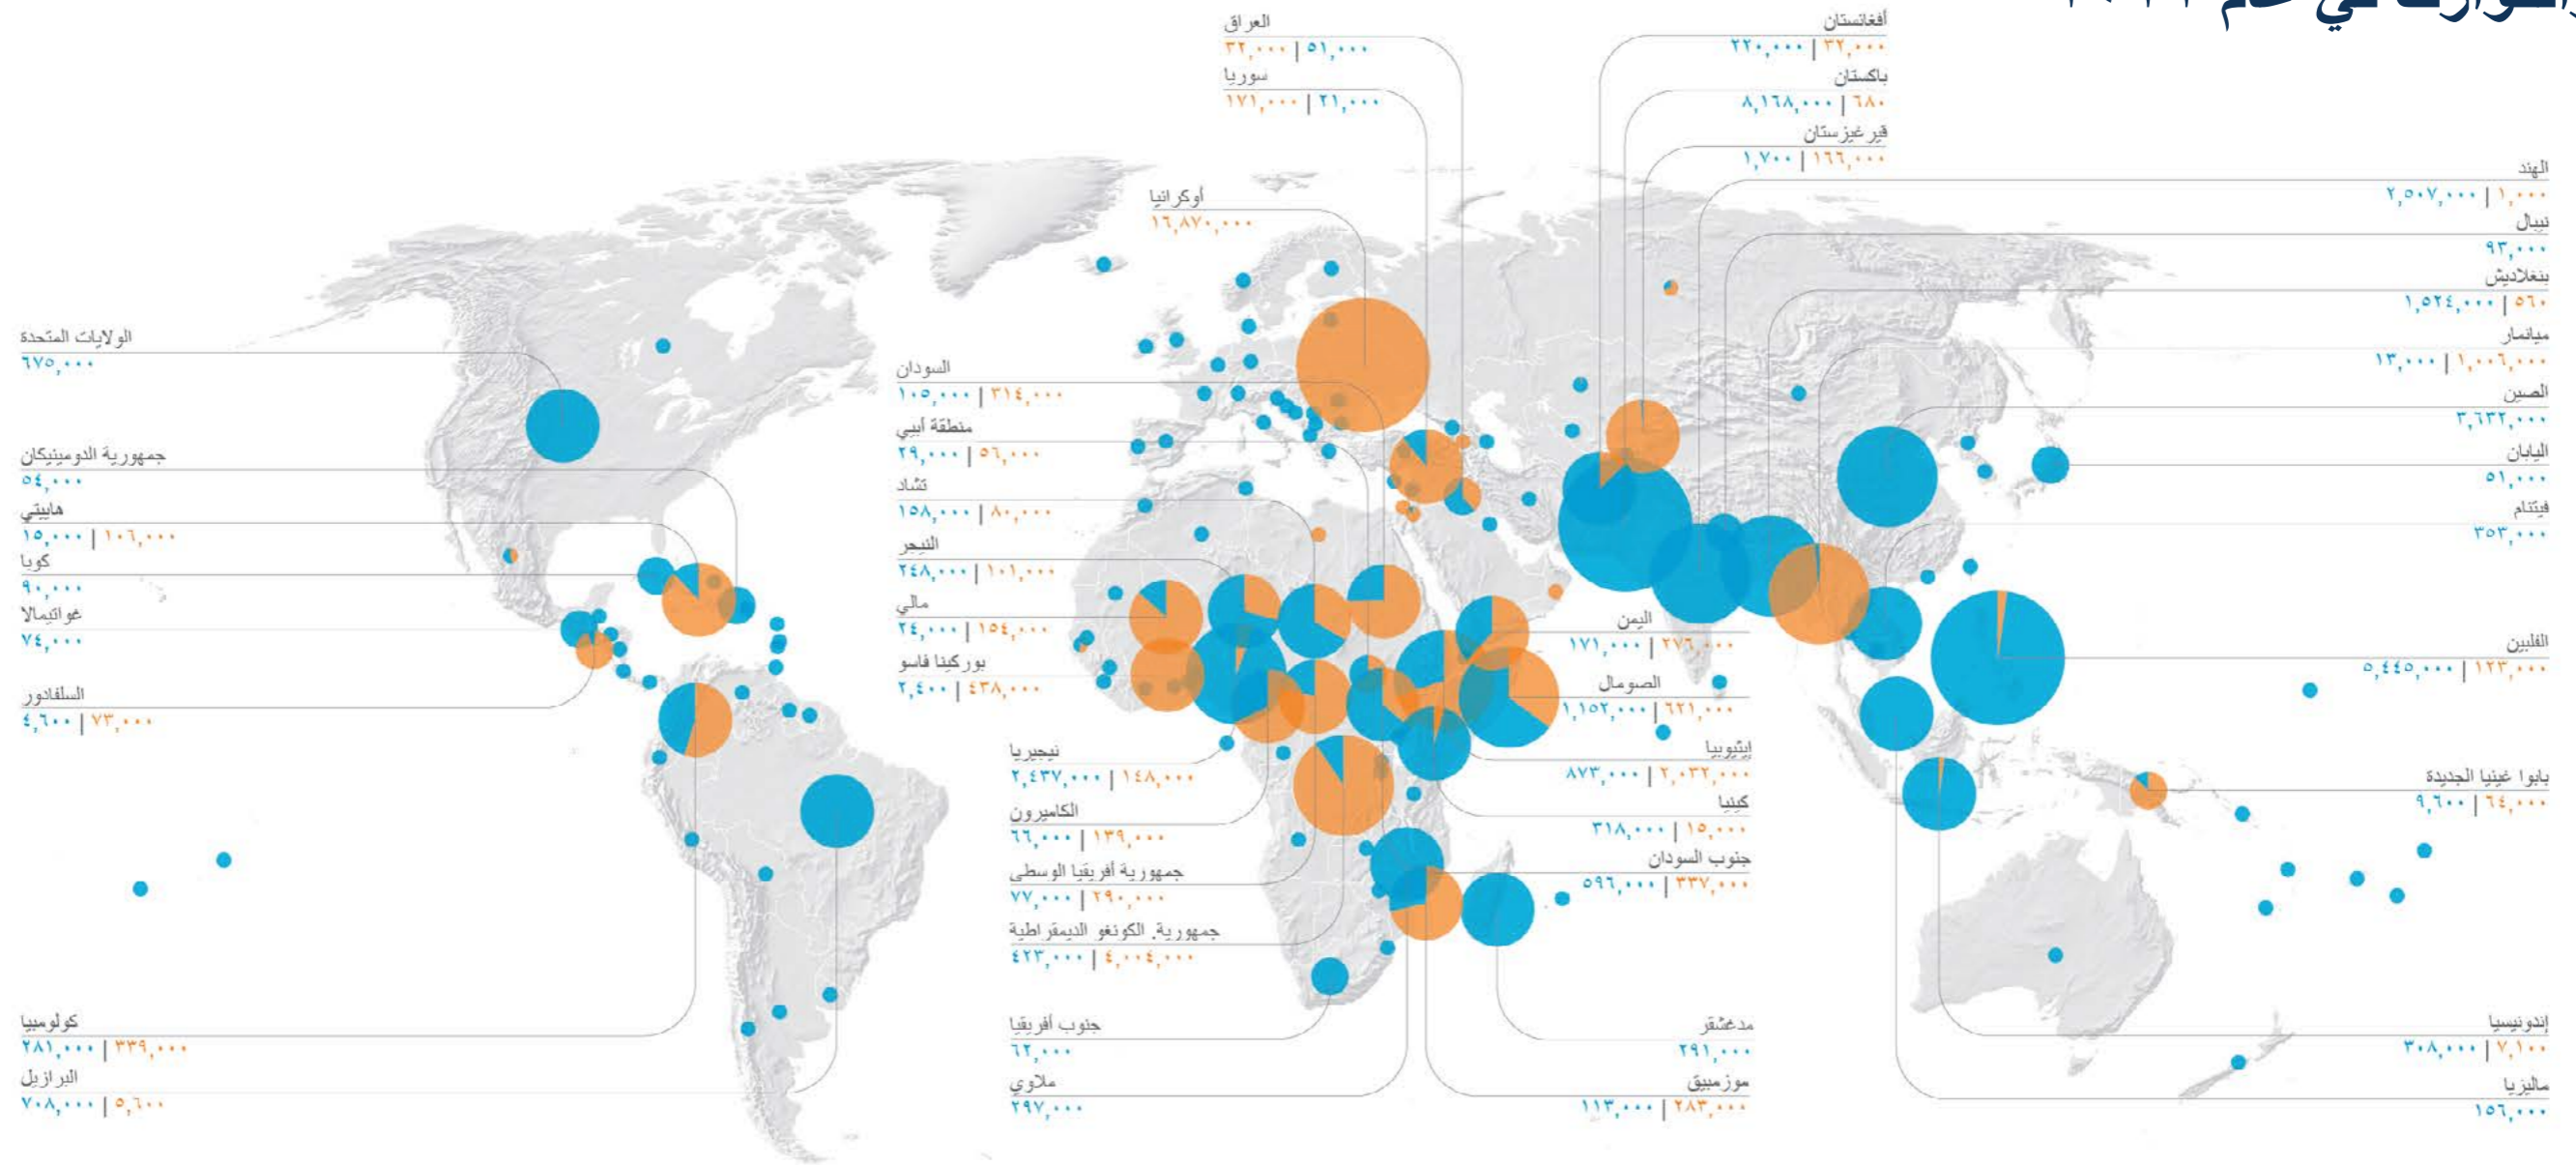 في عام
العراق
٣٢,٠٠٠ | ٥١,٠٠٠
سوريا
١٧١,٠٠٠ | ٢١,٠٠٠
أفغانستان
٢٢٠,٠٠٠ | ٣٢,٠٠٠
باكستان
٨,١٦٨,٠٠٠ | ٦٨٠
قيرغيزستان
١,٧٠٠ | ١٦٦,٠٠٠
أوكرانيا
١٦,٨٧٠,٠٠٠
الهند
٢,٥٠٧,٠٠٠ | ١,٠٠٠
نيبال
٩٣,٠٠٠
بنغلاديش
١,٥٢٤,٠٠٠ | ٥٦٠
ميانمار
١٣,٠٠٠ | ١,٠٠٦,٠٠٠
الصين
٣,٦٣٢,٠٠٠
اليابان
٥١,٠٠٠
فيتنام
٣٥٣,٠٠٠
الفلبين
٥,٤٤٥,٠٠٠ | ١٢٣,٠٠٠
بابوا غينيا الجديدة
٩,٦٠٠ | ٦٤,٠٠٠
إندونيسيا
٣٠٨,٠٠٠ | ٧,١٠٠
ماليزيا
١٥٦,٠٠٠
السودان
١٠٥,٠٠٠ | ٣١٤,٠٠٠
منطقة أبيي
٢٩,٠٠٠ | ٥٦,٠٠٠
تشاد
١٥٨,٠٠٠ | ٨٠,٠٠٠
النيجر
٢٤٨,٠٠٠ | ١٠١,٠٠٠
مالي
٢٤,٠٠٠ | ١٥٤,٠٠٠
بوركينا فاسو
٢,٤٠٠ | ٤٣٨,٠٠٠
نيجيريا
٢,٤٣٧,٠٠٠ | ١٤٨,٠٠٠
الكاميرون
٦٦,٠٠٠ | ١٣٩,٠٠٠
جمهورية أفريقيا الوسطى
٧٧,٠٠٠ | ٢٩٠,٠٠٠
جمهورية. الكونغو الديمقراطية
٤٢٣,٠٠٠ | ٤,٠٠٤,٠٠٠
جنوب أفريقيا
٦٢,٠٠٠
ملاوي
٢٩٧,٠٠٠
اليمن
١٧١,٠٠٠ | ٢٧٦,٠٠٠
الصومال
١,١٥٢,٠٠٠ | ٦٢١,٠٠٠
إيثيوبيا
٨٧٣,٠٠٠ | ٢,٠٣٢,٠٠٠
كينيا
٣١٨,٠٠٠ | ١٥,٠٠٠
جنوب السودان
٥٩٦,٠٠٠ | ٣٣٧,٠٠٠
مدغشقر
٢٩١,٠٠٠
موزمبيق
١١٣,٠٠٠ | ٢٨٣,٠٠٠
الولايات المتحدة
٦٧٥,٠٠٠
جمهورية الدومينيكان
٥٤,٠٠٠
هاييتي
١٥,٠٠٠ | ١٠٦,٠٠٠
كوبا
٩٠,٠٠٠
غواتيمالا
٧٤,٠٠٠
السلفادور
٤,٦٠٠ | ٧٣,٠٠٠
كولومبيا
٢٨١,٠٠٠ | ٣٣٩,٠٠٠
البرازيل
٧٠٨,٠٠٠ | ٥,٦٠٠